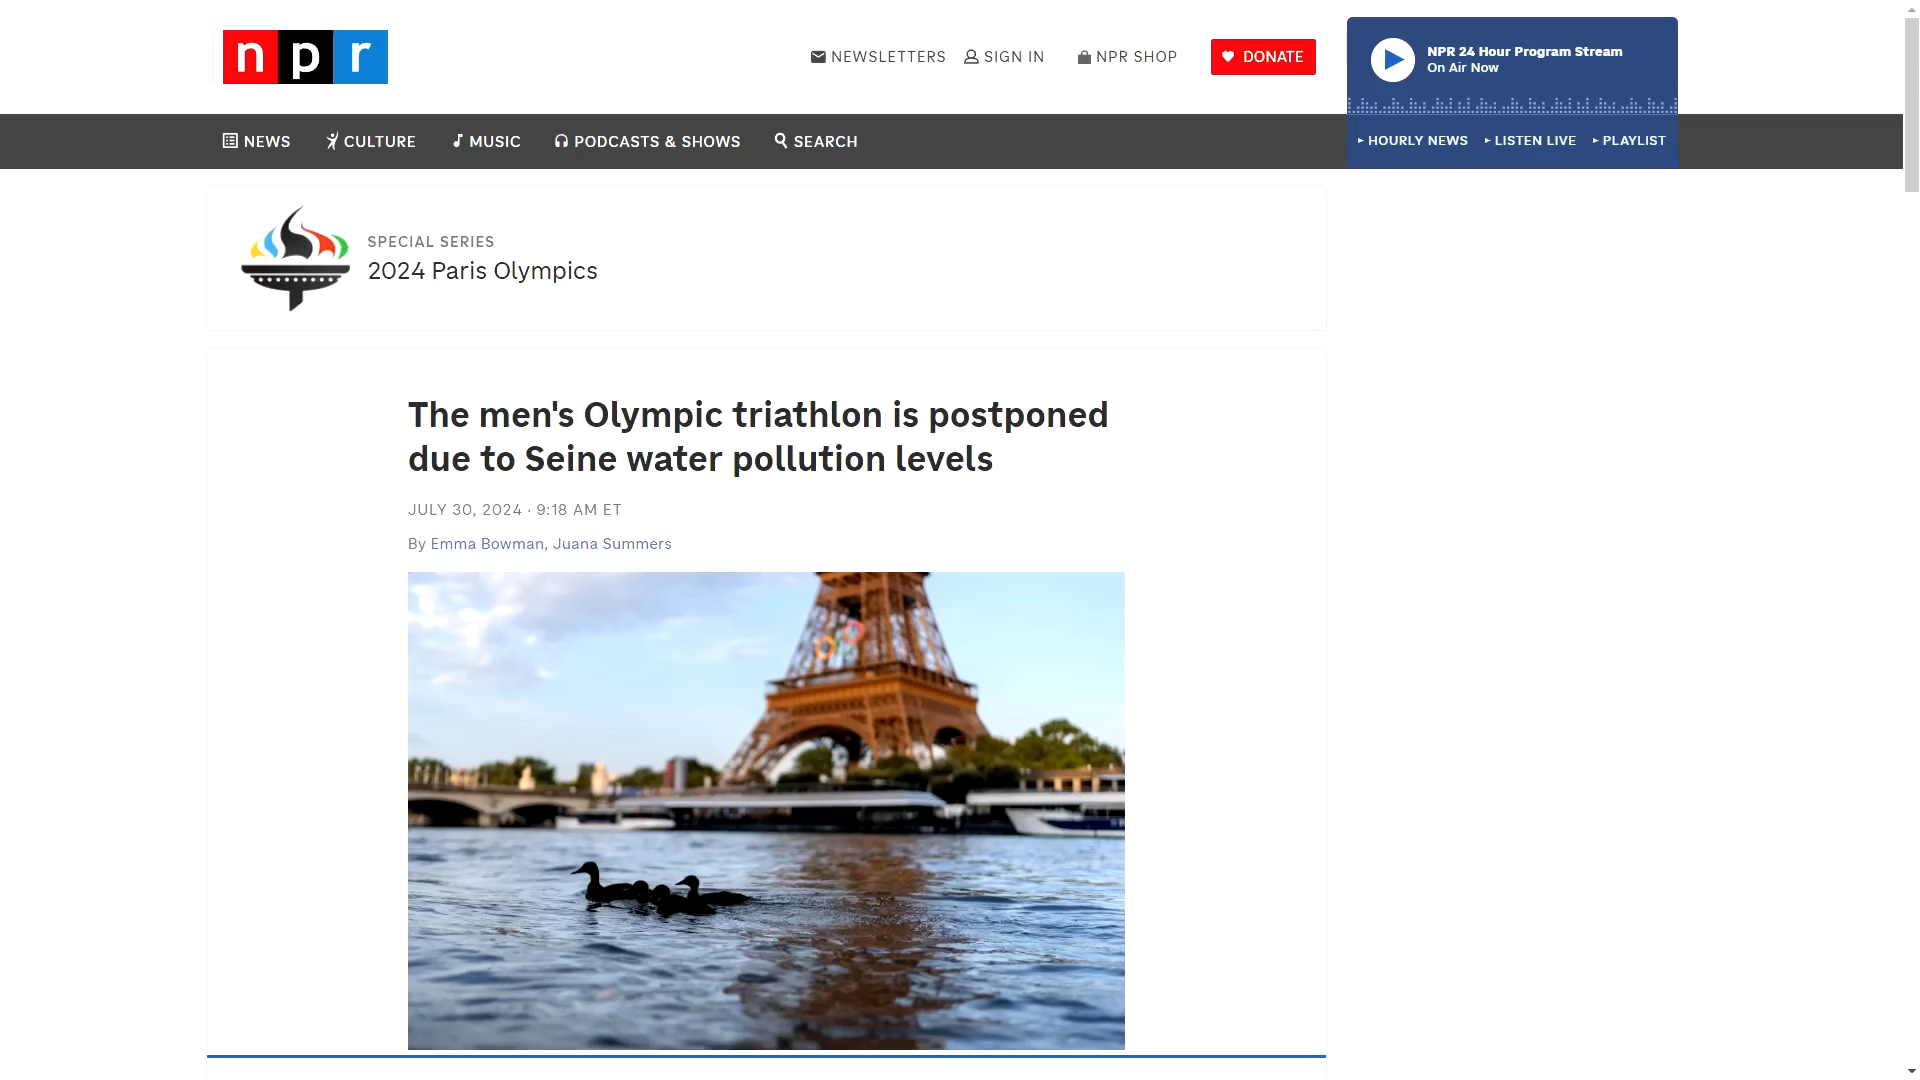 npr
NEWSLETTERS
SIGN IN
NPR SHOP
DONATE
NPR 24 Hour Program Stream
On Air Now
NEWS
CULTURE
MUSIC
PODCASTS & SHOWS
SEARCH
HOURLY NEWS
LISTEN LIVE
PLAYLIST
SPECIAL SERIES
2024 Paris Olympics
The men's Olympic triathlon is postponed
due to Seine water pollution levels
JULY 30, 2024 · 9:18 AM ET
By Emma Bowman, Juana Summers